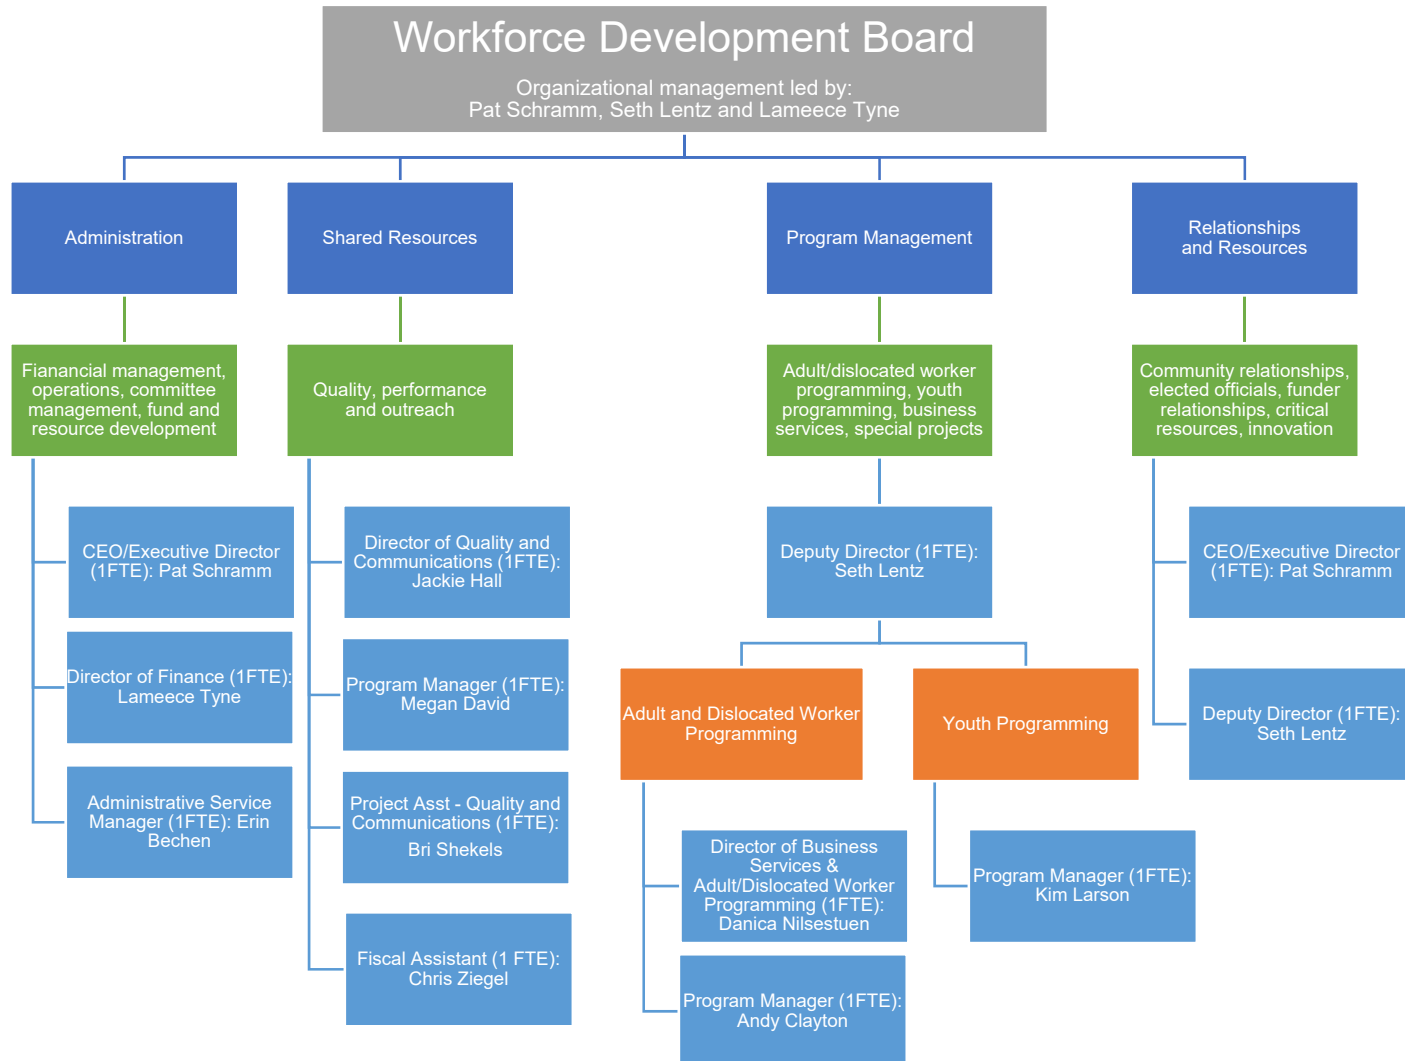 Workforce Development Board
Organizational management led by:
Pat Schramm, Seth Lentz and Lameece Tyne
Administration
Shared Resources
Program Management
Relationships
and Resources
Fianancial management,
operations, committee
management, fund and
resource development
Quality, performance
and outreach
Adult/dislocated worker
programming, youth
programming, business
services, special projects
Community relationships,
elected officials, funder
relationships, critical
resources, innovation
CEO/Executive Director
(1FTE): Pat Schramm
Director of Finance (1FTE):
Lameece Tyne
Administrative Service
Manager (1FTE): Erin
Bechen
Director of Quality and
Communications (1FTE):
Jackie Hall
Program Manager (1FTE):
Megan David
Project Asst - Quality and
Communications (1FTE):
Bri Shekels
Fiscal Assistant (1 FTE):
Chris Ziegel
Deputy Director (1FTE):
Seth Lentz
Adult and Dislocated Worker
Programming
Director of Business
Services &
Adult/Dislocated Worker
Programming (1FTE):
Danica Nilsestuen
Program Manager (1FTE):
Andy Clayton
Youth Programming
Program Manager (1FTE):
Kim Larson
CEO/Executive Director
(1FTE): Pat Schramm
Deputy Director (1FTE):
Seth Lentz